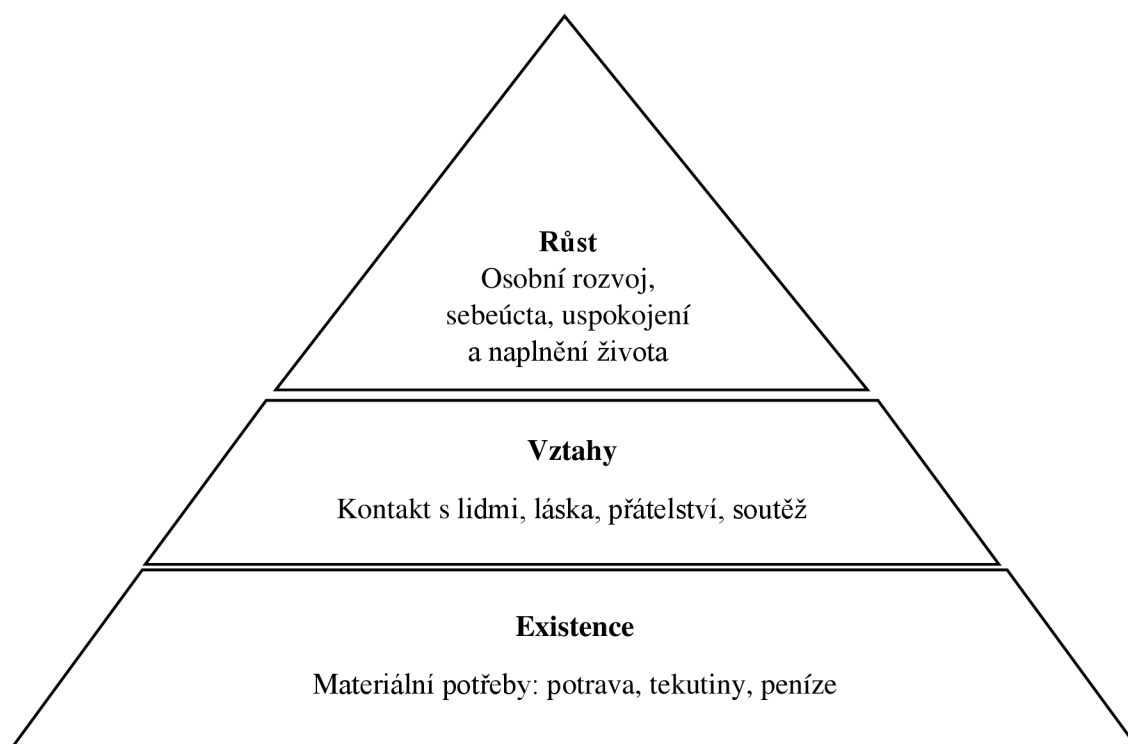 Růst
Osobní rozvoj,
sebeúcta, uspokojení
a naplnění života
Vztahy
Kontakt s lidmi, láska, přátelství, soutěž
Existence
Materiální potřeby: potrava, tekutiny, peníze